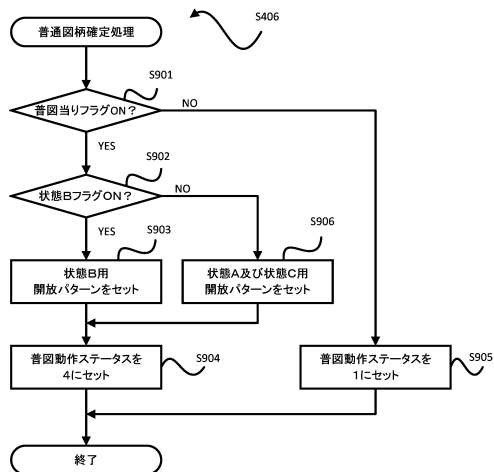 普通図柄確定処理
S406
S901
普図当りフラグON？
NO
YES
S902
状態BフラグON？
NO
YES
S903
状態B用
開放パターンをセット
S906
状態A及び状態C用
開放パターンをセット
普図動作ステータスを
4にセット
S904
普図動作ステータスを
1にセット
S905
終了